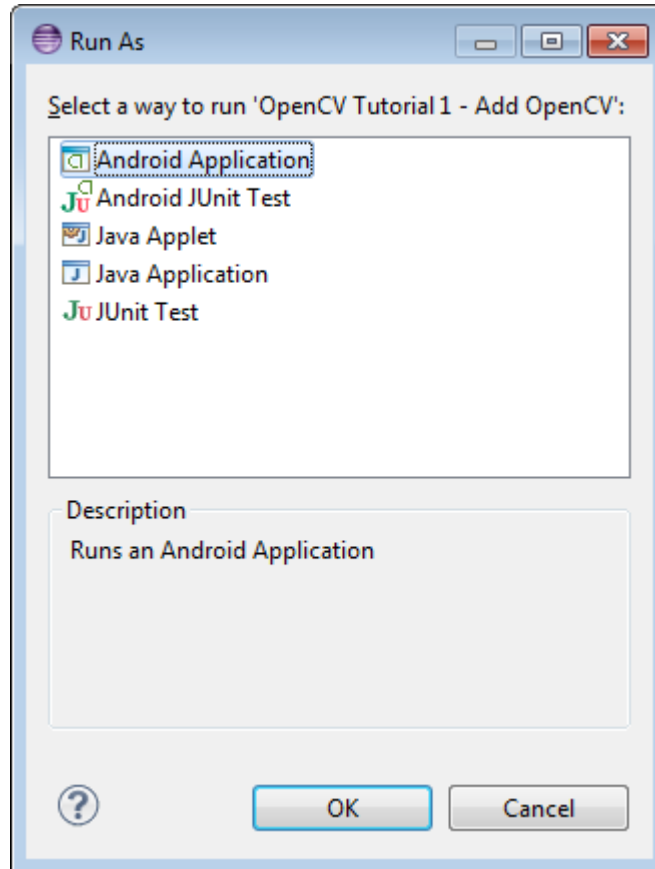 Run As
Select a way to run 'OpenCV Tutorial 1 - Add OpenCV':
Android Application
Android JUnit Test
Java Applet
Java Application
JUnit Test
Description
Runs an Android Application
OK Cancel